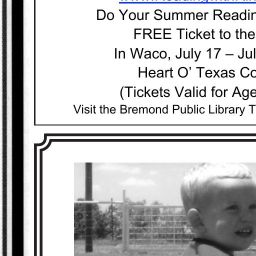 Do Your Summer Readin
FREE Ticket to the
In Waco, July 17 – Jul
Heart O’ Texas Co
(Tickets Valid for Age
Visit the Bremond Public Library T